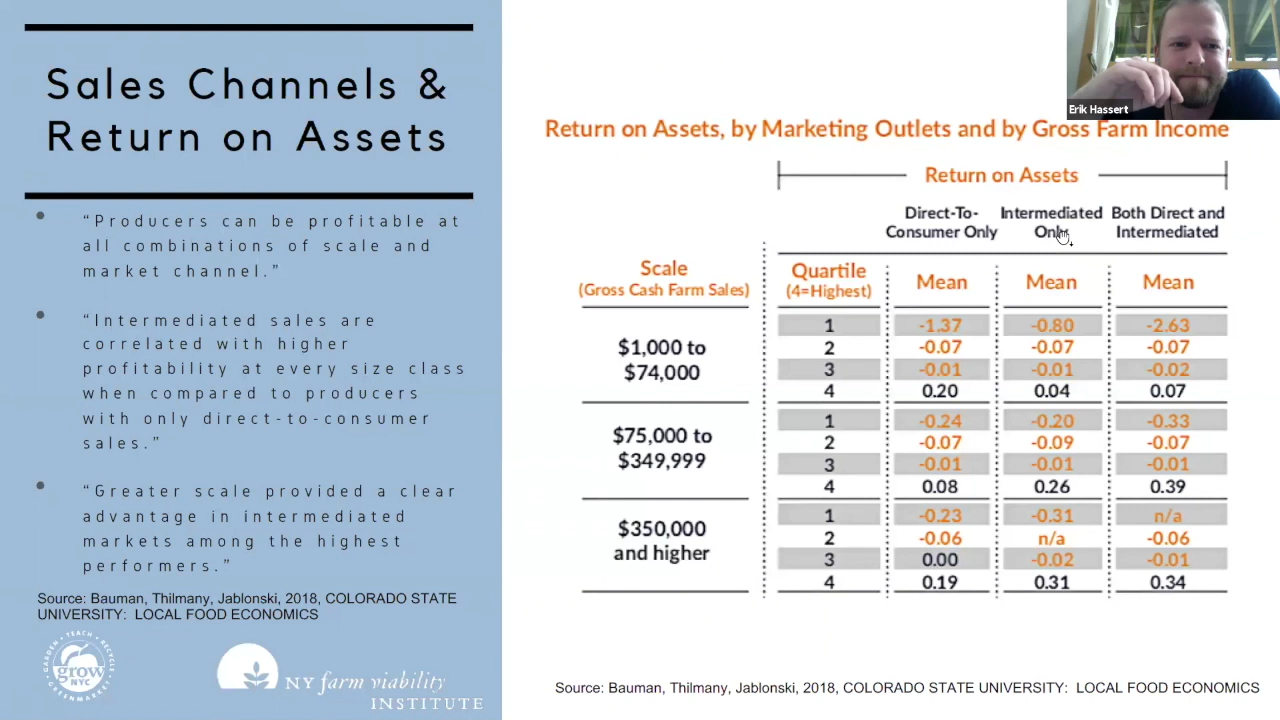 Sales Channels &
Return on Assets
• “Producers can be profitable at
all combinations of scale and
market channel.”
• “Intermediated sales are
correlated with higher
profitability at every size class
when compared to producers
with only direct-to-consumer
sales.”
• “Greater scale provided a clear
advantage in intermediated
markets among the highest
performers.”
Source: Bauman, Thilmany, Jablonski, 2018, COLORADO STATE
UNIVERSITY: LOCAL FOOD ECONOMICS
GARDEN • TEACH • RECYCLE
grow
NYC
GREENMARKET
NY farm viability
INSTITUTE
Erik Hassert
Return on Assets, by Marketing Outlets and by Gross Farm Income
Return on Assets
Direct-To- Intermediated Both Direct and
Consumer Only Only Intermediated
Scale Quartile Mean Mean Mean
(Gross Cash Farm Sales) (4=Highest)
1 -1.37 -0.80 -2.63
$1,000 to 2 -0.07 -0.07 -0.07
$74,000 3 -0.01 -0.01 -0.02
4 0.20 0.04 0.07
1 -0.24 -0.20 -0.33
$75,000 to 2 -0.07 -0.09 -0.07
$349,999 3 -0.01 -0.01 -0.01
4 0.08 0.26 0.39
1 -0.23 -0.31 n/a
$350,000 2 -0.06 n/a -0.06
and higher 3 0.00 -0.02 -0.01
4 0.19 0.31 0.34
Source: Bauman, Thilmany, Jablonski, 2018, COLORADO STATE UNIVERSITY: LOCAL FOOD ECONOMICS